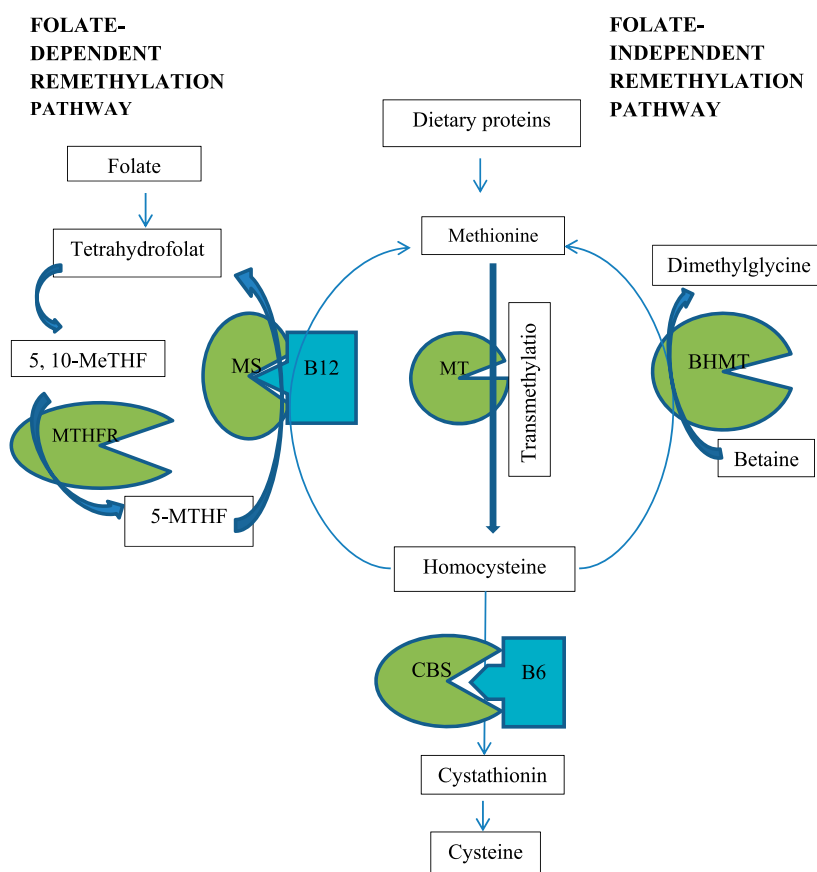 FOLATE-
DEPENDENT
REMETHYLATION
PATHWAY
FOLATE-
INDEPENDENT
REMETHYLATION
PATHWAY
Dietary proteins
Folate
Tetrahydrofolat
Methionine
Dimethylglycine
5, 10-MeTHF
MS
B12
MT
Transmethylatio
BHMT
MTHFR
Betaine
5-MTHF
Homocysteine
CBS
B6
Cystathionin
Cysteine